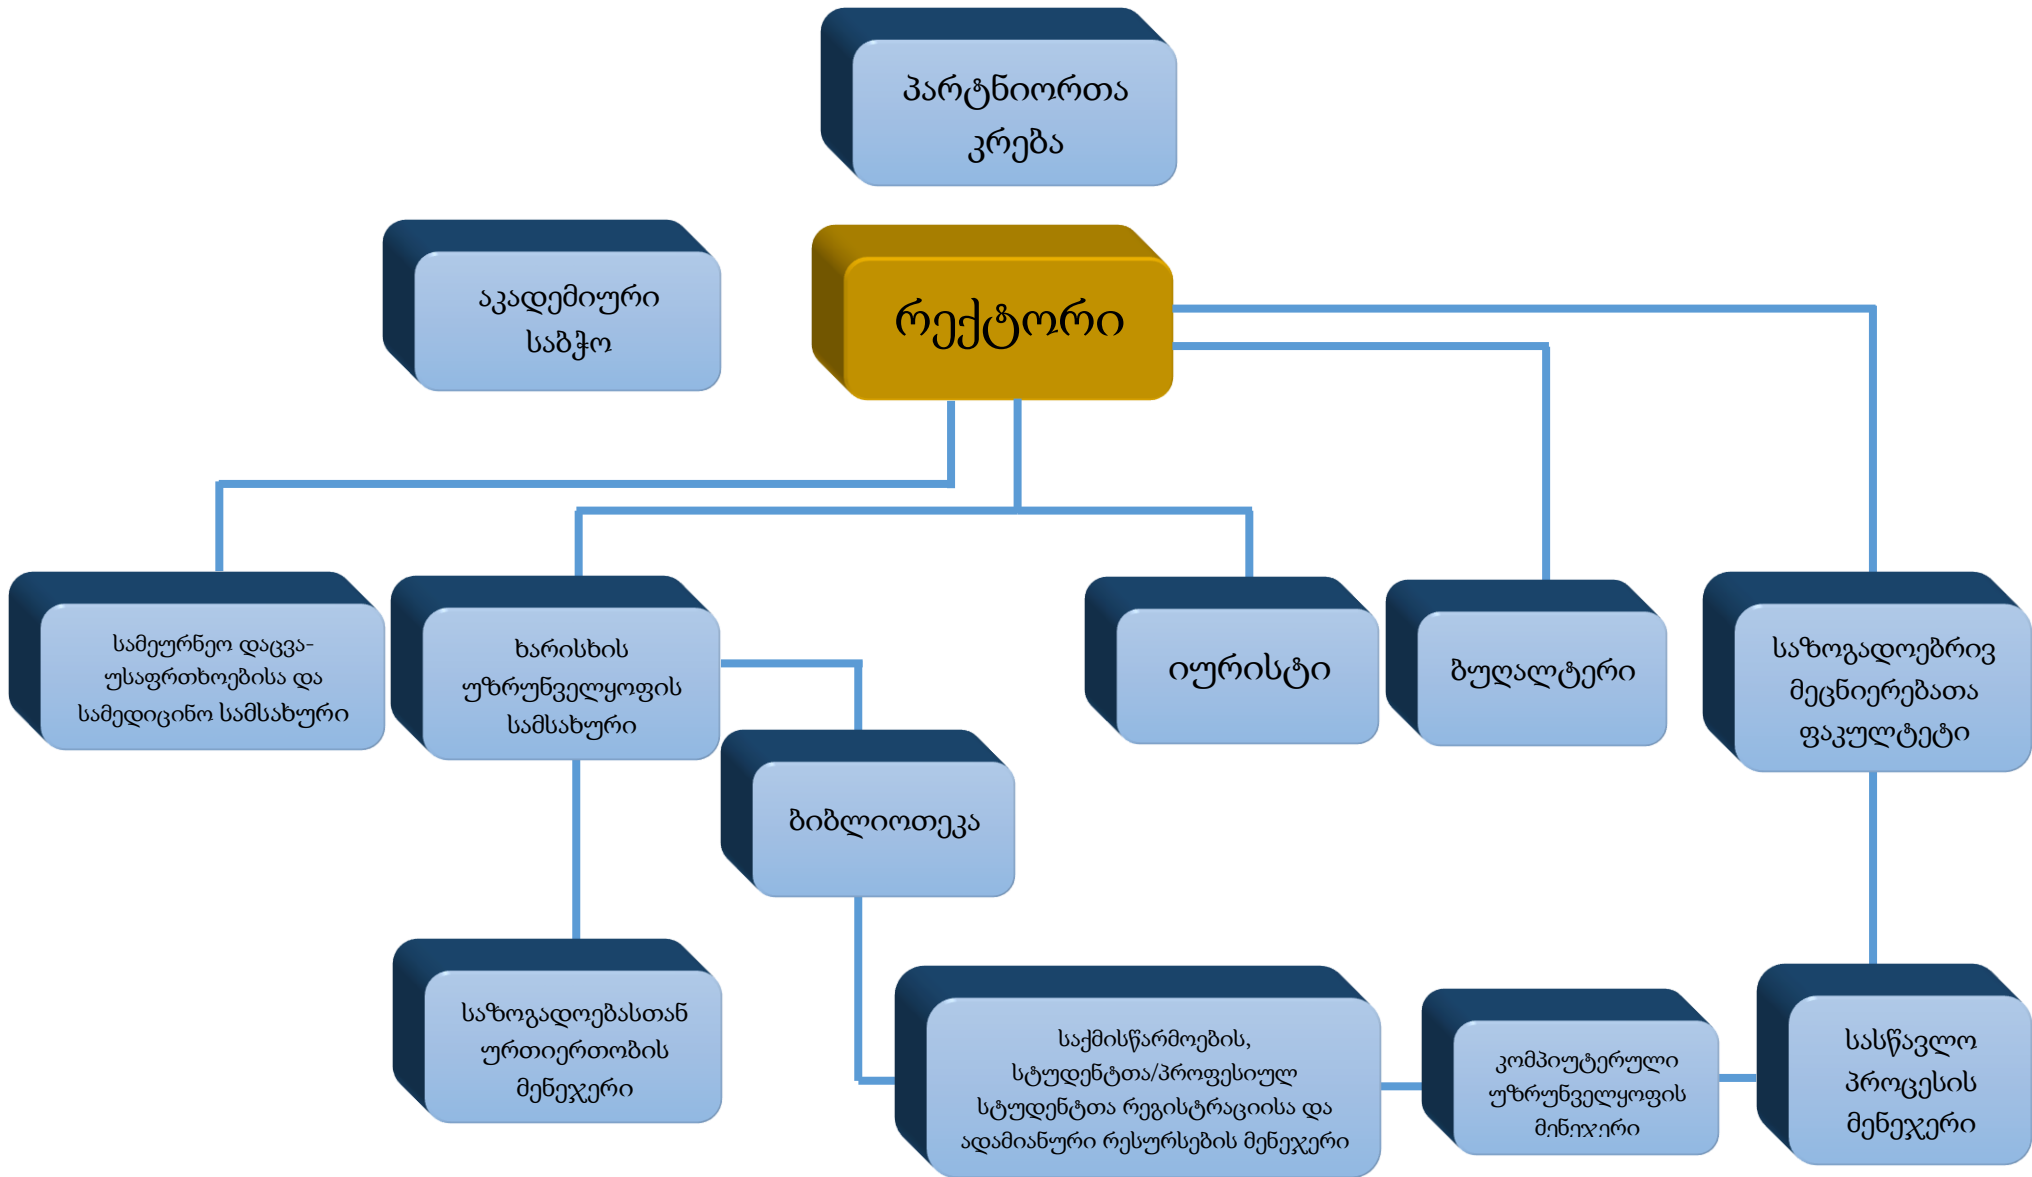 პარტნიორთა
კრება
აკადემიური
საბჭო
რექტორი
სამეურნეო დაცვა-
უსაფრთხოებისა და
სამედიცინო სამსახური
ხარისხის
უზრუნველყოფის
სამსახური
იურისტი
ბუღალტერი
საზოგადოებრივ
მეცნიერებათა
ფაკულტეტი
ბიბლიოთეკა
საზოგადოებასთან
ურთიერთობის
მენეჯერი
საქმისწარმოების,
სტუდენტთა/პროფესიულ
სტუდენტთა რეგისტრაციისა და
ადამიანური რესურსების მენეჯერი
კომპიუტერული
უზრუნველყოფის
მენეჯერი
სასწავლო
პროცესის
მენეჯერი